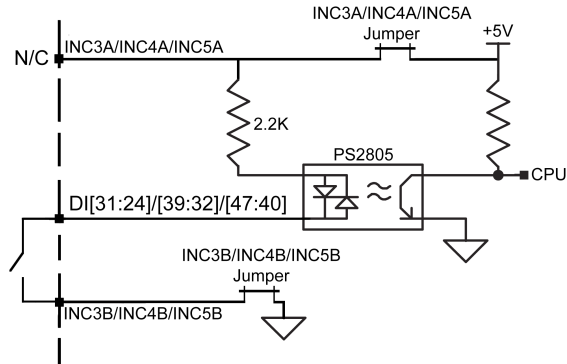 INC3A/INC4A/INC5A
Jumper
+5V
N/C
INC3A/INC4A/INC5A
2.2K
PS2805
CPU
DI[31:24]/[39:32]/[47:40]
INC3B/INC4B/INC5B
Jumper
INC3B/INC4B/INC5B